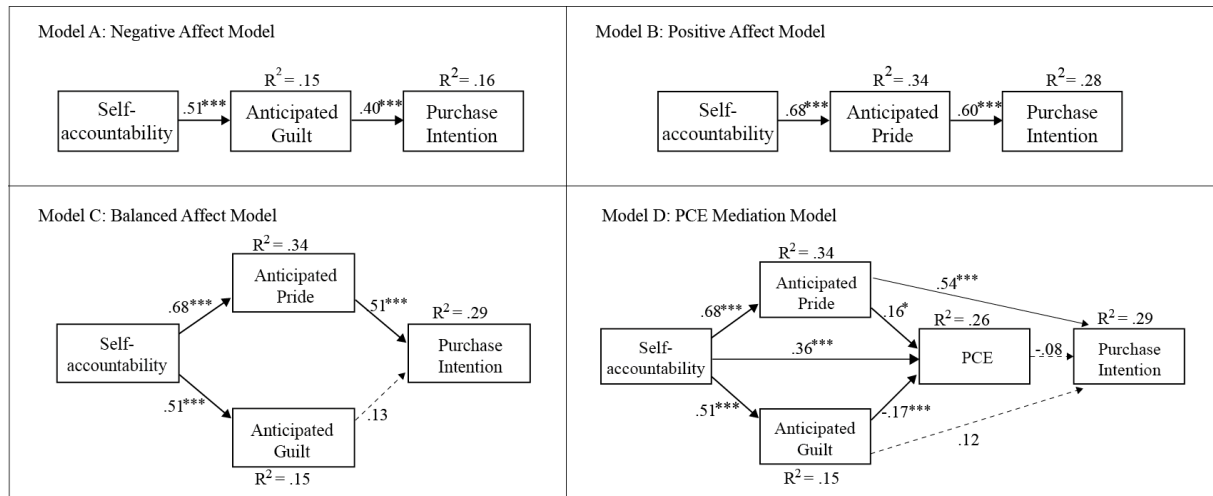 Model A: Negative Affect Model
R² = .15
R² = .16
Self-
accountability
.51***
Anticipated
Guilt
.40***
Purchase
Intention
Model B: Positive Affect Model
R² = .34
R² = .28
Self-
accountability
.68***
Anticipated
Pride
.60***
Purchase
Intention
Model C: Balanced Affect Model
R² = .34
Anticipated
Pride
.68***
.51***
R² = .29
Self-
accountability
Purchase
Intention
.51***
.13
Anticipated
Guilt
R² = .15
Model D: PCE Mediation Model
R² = .34
Anticipated
Pride
.54***
.68***
.16*
R² = .26
R² = .29
Self-
accountability
.36***
PCE
-.08
Purchase
Intention
.51***
-.17***
Anticipated
Guilt
.12
R² = .15